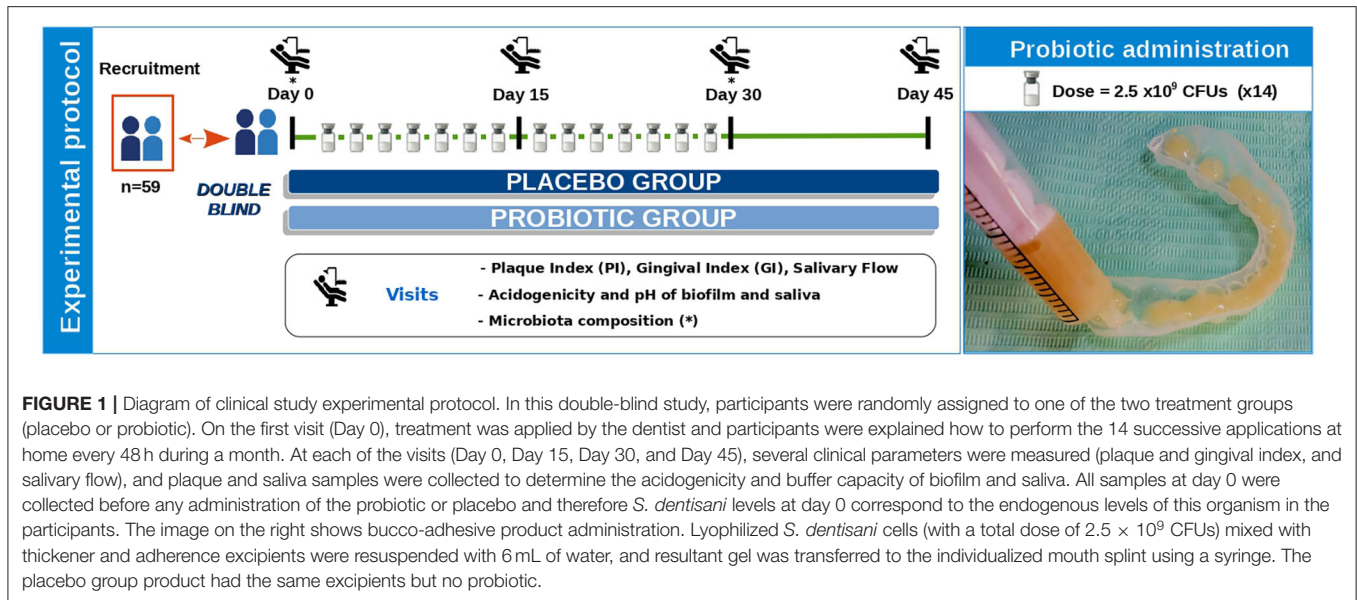 Experimental protocol
Recruitment
n=59
DOUBLE
BLIND
*
Day 0
Day 15
*
Day 30
Day 45
PLACEBO GROUP
PROBIOTIC GROUP
Visits
- Plaque Index (PI), Gingival Index (GI), Salivary Flow
- Acidogenicity and pH of biofilm and saliva
- Microbiota composition (*)
Probiotic administration
Dose = 2.5 x10⁹ CFUs (x14)
FIGURE 1 | Diagram of clinical study experimental protocol. In this double-blind study, participants were randomly assigned to one of the two treatment groups
(placebo or probiotic). On the first visit (Day 0), treatment was applied by the dentist and participants were explained how to perform the 14 successive applications at
home every 48 h during a month. At each of the visits (Day 0, Day 15, Day 30, and Day 45), several clinical parameters were measured (plaque and gingival index, and
salivary flow), and plaque and saliva samples were collected to determine the acidogenicity and buffer capacity of biofilm and saliva. All samples at day 0 were
collected before any administration of the probiotic or placebo and therefore S. dentisani levels at day 0 correspond to the endogenous levels of this organism in the
participants. The image on the right shows bucco-adhesive product administration. Lyophilized S. dentisani cells (with a total dose of 2.5 × 10⁹ CFUs) mixed with
thickener and adherence excipients were resuspended with 6 mL of water, and resultant gel was transferred to the individualized mouth splint using a syringe. The
placebo group product had the same excipients but no probiotic.